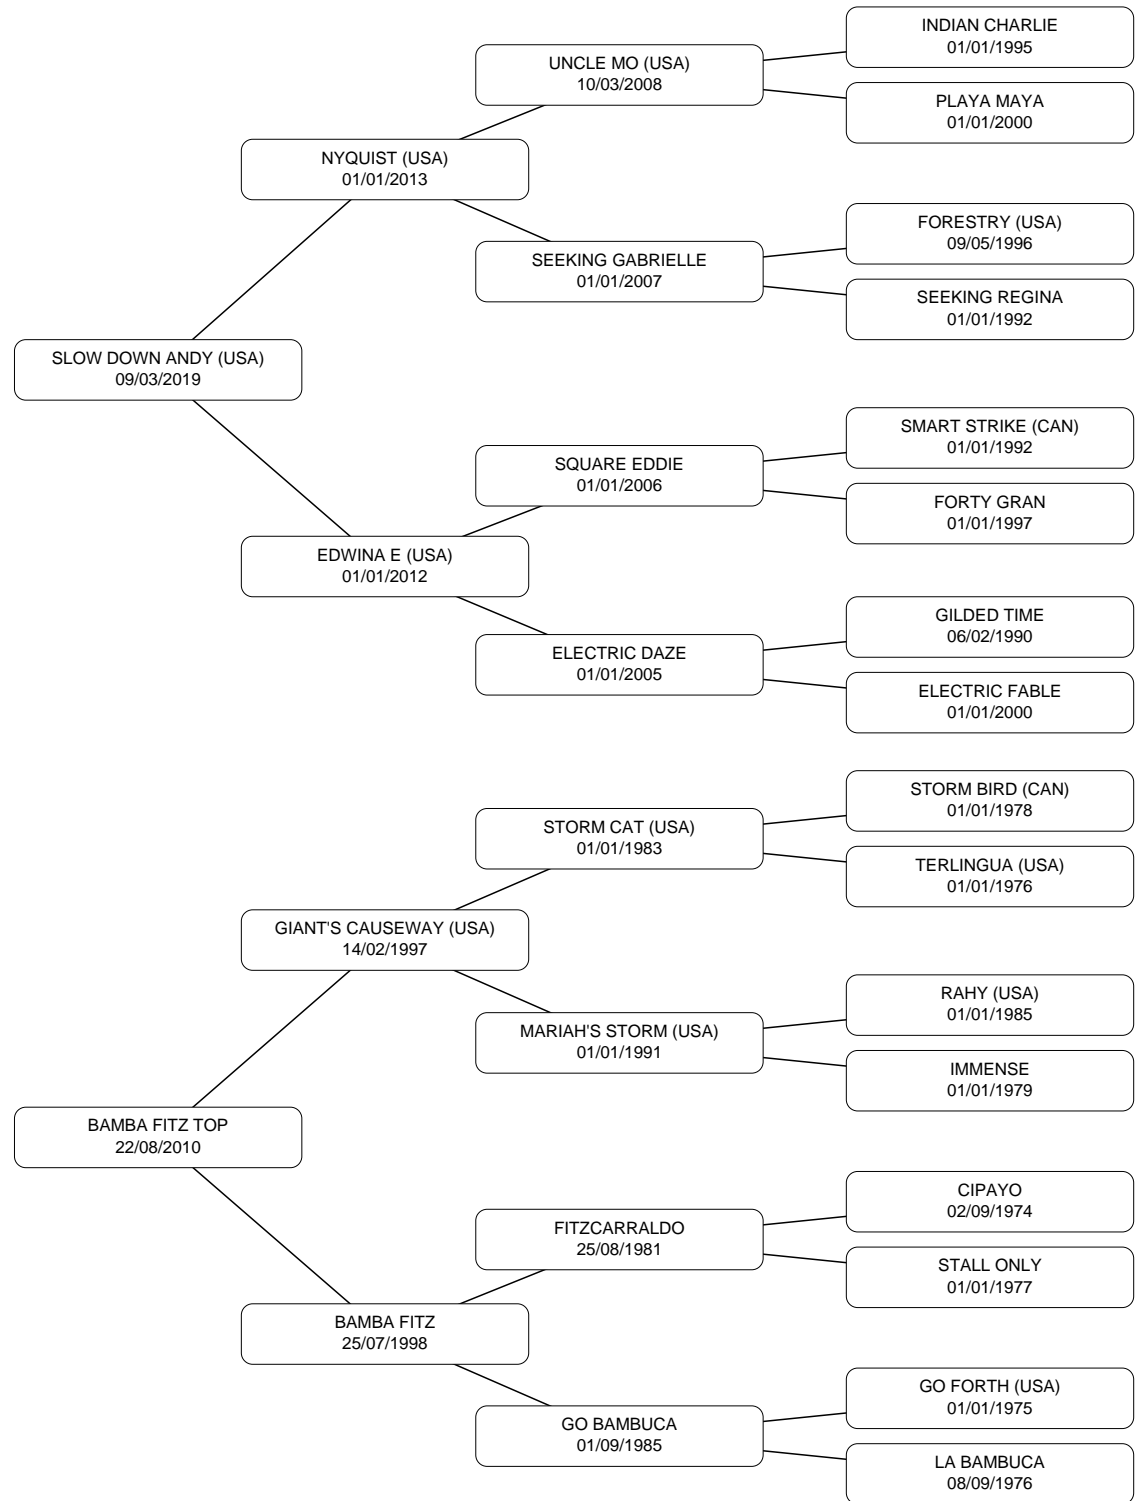 INDIAN CHARLIE
01/01/1995
UNCLE MO (USA)
10/03/2008
PLAYA MAYA
01/01/2000
NYQUIST (USA)
01/01/2013
FORESTRY (USA)
09/05/1996
SEEKING GABRIELLE
01/01/2007
SEEKING REGINA
01/01/1992
SLOW DOWN ANDY (USA)
09/03/2019
SMART STRIKE (CAN)
01/01/1992
SQUARE EDDIE
01/01/2006
FORTY GRAN
01/01/1997
EDWINA E (USA)
01/01/2012
GILDED TIME
06/02/1990
ELECTRIC DAZE
01/01/2005
ELECTRIC FABLE
01/01/2000
STORM BIRD (CAN)
01/01/1978
STORM CAT (USA)
01/01/1983
TERLINGUA (USA)
01/01/1976
GIANT'S CAUSEWAY (USA)
14/02/1997
RAHY (USA)
01/01/1985
MARIAH'S STORM (USA)
01/01/1991
IMMENSE
01/01/1979
BAMBA FITZ TOP
22/08/2010
CIPAYO
02/09/1974
FITZCARRALDO
25/08/1981
STALL ONLY
01/01/1977
BAMBA FITZ
25/07/1998
GO FORTH (USA)
01/01/1975
GO BAMBUCA
01/09/1985
LA BAMBUCA
08/09/1976